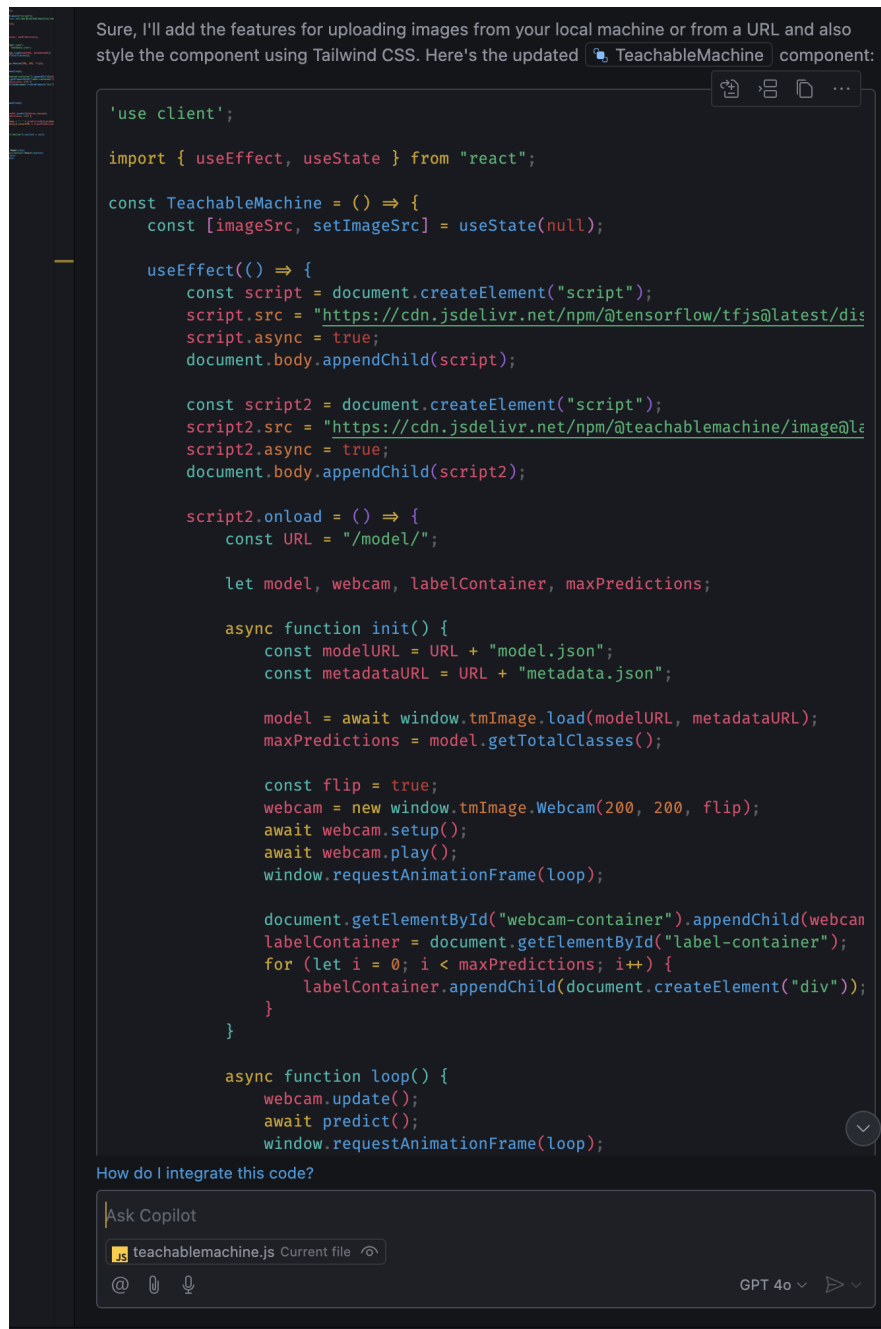 Sure, I'll add the features for uploading images from your local machine or from a URL and also
style the component using Tailwind CSS. Here's the updated TeachableMachine component:
'use client';
import { useEffect, useState } from "react";
const TeachableMachine = () => {
const [imageSrc, setImageSrc] = useState(null);
useEffect(() => {
const script = document.createElement("script");
script.src = "https://cdn.jsdelivr.net/npm/@tensorflow/tfjs@latest/dis
script.async = true;
document.body.appendChild(script);
const script2 = document.createElement("script");
script2.src = "https://cdn.jsdelivr.net/npm/@teachablemachine/image@la
script2.async = true;
document.body.appendChild(script2);
script2.onload = () => {
const URL = "/model/";
let model, webcam, labelContainer, maxPredictions;
async function init() {
const modelURL = URL + "model.json";
const metadataURL = URL + "metadata.json";
model = await window.tmImage.load(modelURL, metadataURL);
maxPredictions = model.getTotalClasses();
const flip = true;
webcam = new window.tmImage.Webcam(200, 200, flip);
await webcam.setup();
await webcam.play();
window.requestAnimationFrame(loop);
document.getElementById("webcam-container").appendChild(webcam
labelContainer = document.getElementById("label-container");
for (let i = 0; i < maxPredictions; i++) {
labelContainer.appendChild(document.createElement("div"));
}
}
async function loop() {
webcam.update();
await predict();
window.requestAnimationFrame(loop);
How do I integrate this code?
Ask Copilot
JS teachablemachine.js Current file
GPT 4o